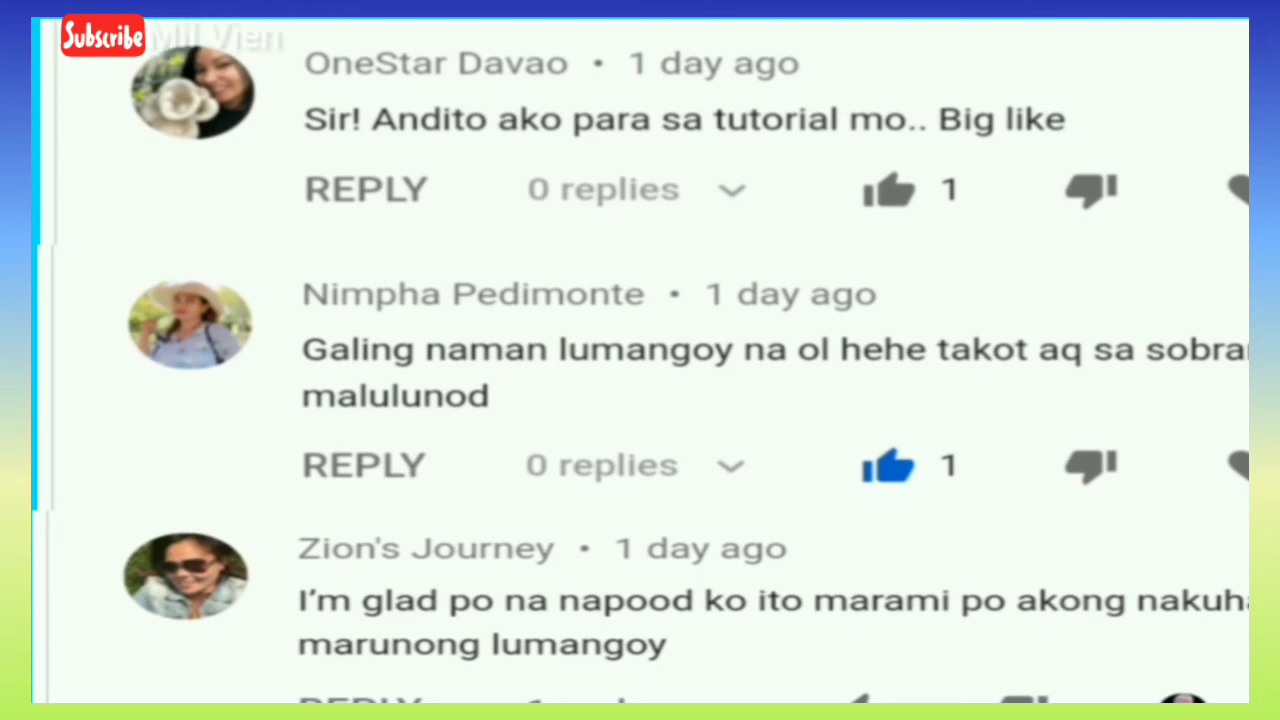 Subscribe Mil Vien
OneStar Davao • 1 day ago
Sir! Andito ako para sa tutorial mo.. Big like
REPLY 0 replies 1
Nimpha Pedimonte • 1 day ago
Galing naman lumangoy na ol hehe takot aq sa
malulunod
REPLY 0 replies 1
Zion's Journey • 1 day ago
I'm glad po na napood ko ito marami po akong
marunong lumangoy